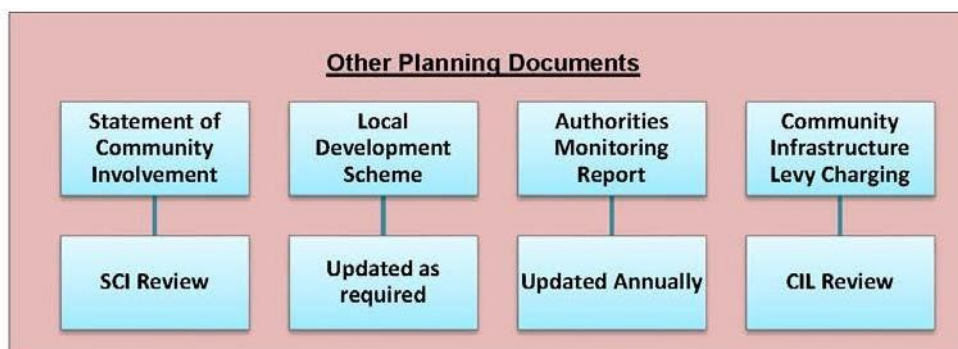 Other Planning Documents
Statement of
Community
Involvement
Local
Development
Scheme
Authorities
Monitoring
Report
Community
Infrastructure
Levy Charging
SCI Review
Updated as
required
Updated Annually
CIL Review